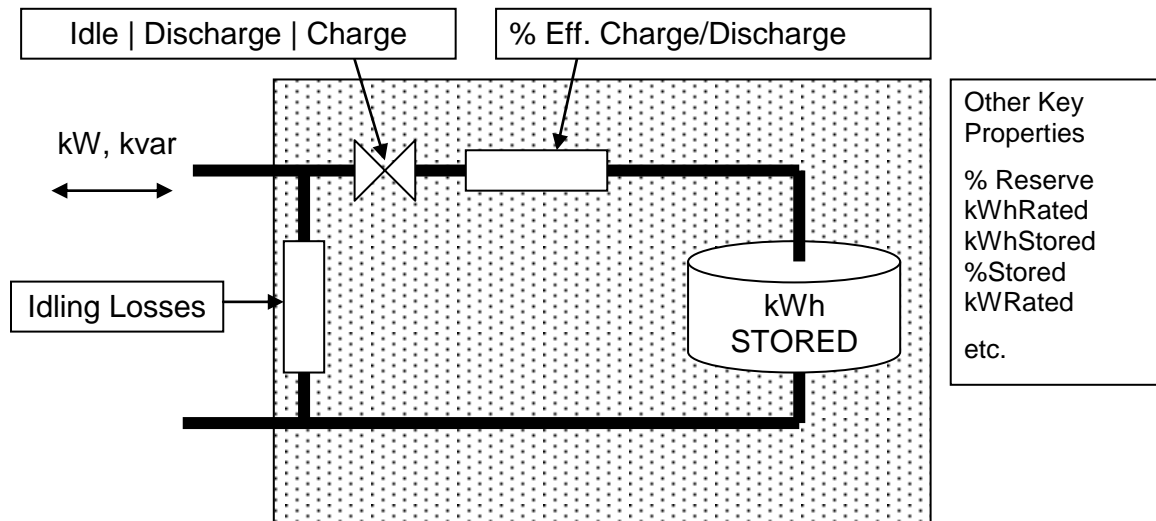 Idle | Discharge | Charge
% Eff. Charge/Discharge
kW, kvar
Idling Losses
kWh
STORED
Other Key
Properties
% Reserve
kWhRated
kWhStored
%Stored
kWRated
etc.